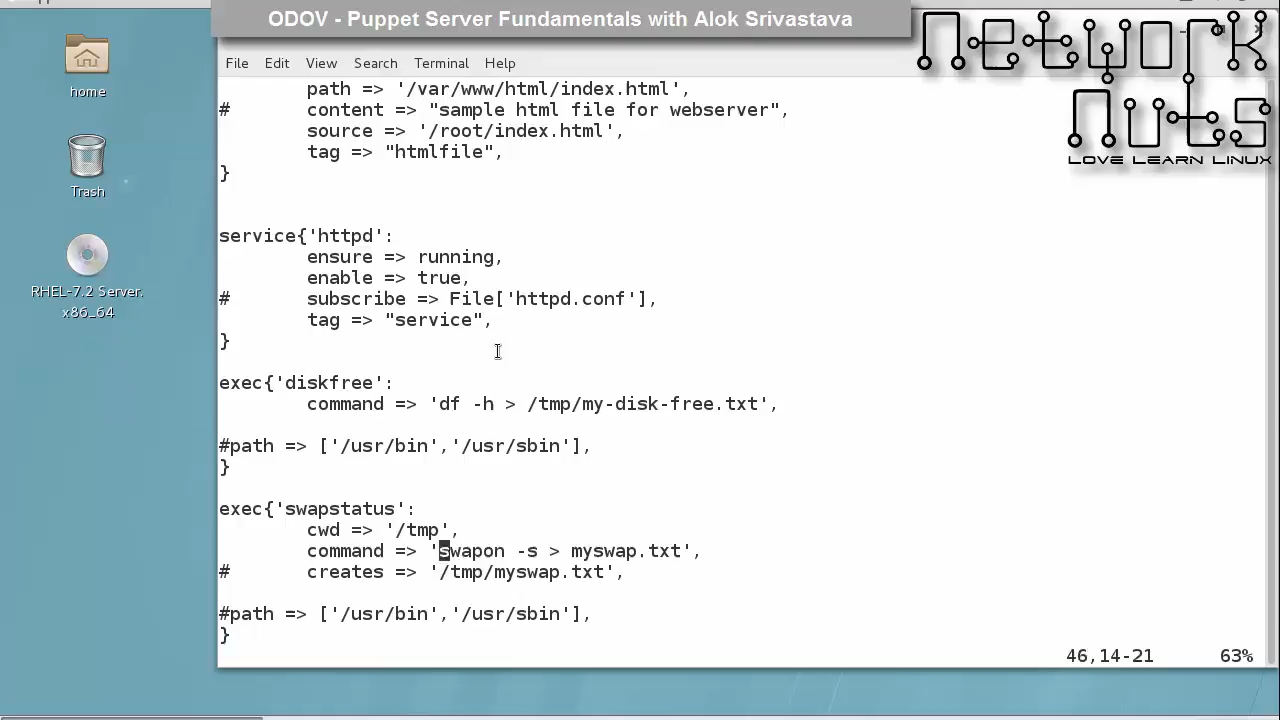 ODOV - Puppet Server Fundamentals with Alok Srivastava
Network
Nuts
LOVE LEARN LINUX
home
Trash
RHEL-7.2 Server.
x86_64
File Edit View Search Terminal Help
path => '/var/www/html/index.html',
# content => "sample html file for webserver",
source => '/root/index.html',
tag => "htmlfile",
}
service{'httpd':
ensure => running,
enable => true,
# subscribe => File['httpd.conf'],
tag => "service",
}
exec{'diskfree':
command => 'df -h > /tmp/my-disk-free.txt',
#path => ['/usr/bin','/usr/sbin'],
}
exec{'swapstatus':
cwd => '/tmp',
command => 'swapon -s > myswap.txt',
# creates => '/tmp/myswap.txt',
#path => ['/usr/bin','/usr/sbin'],
}
46,14-21 63%